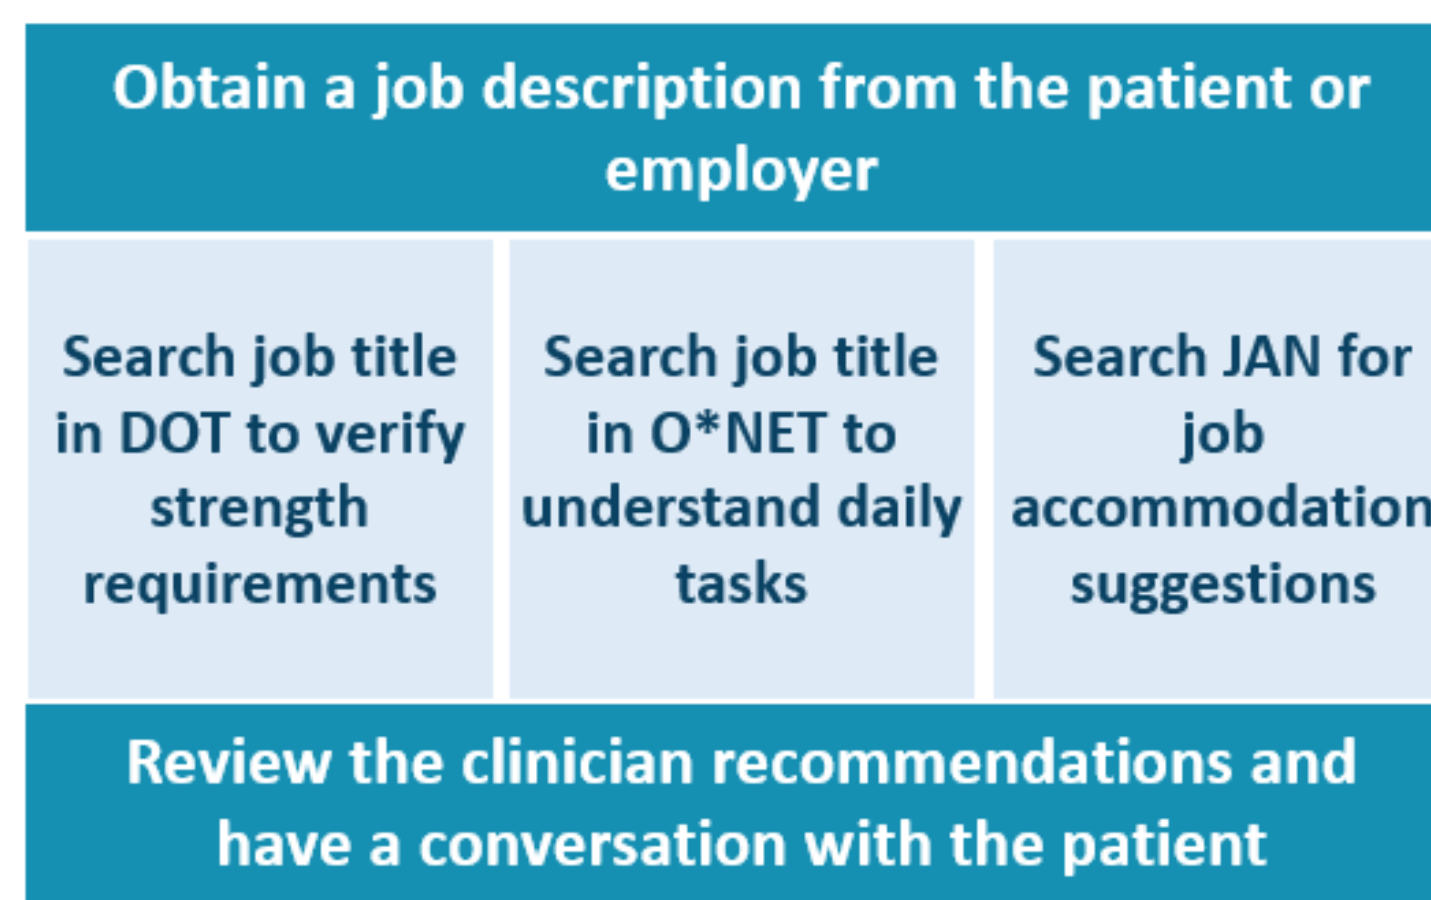 Obtain a job description from the patient or
employer
Search job title
in DOT to verify
strength
requirements
Search job title
in O*NET to
understand daily
tasks
Search JAN for
job
accommodation
suggestions
Review the clinician recommendations and
have a conversation with the patient